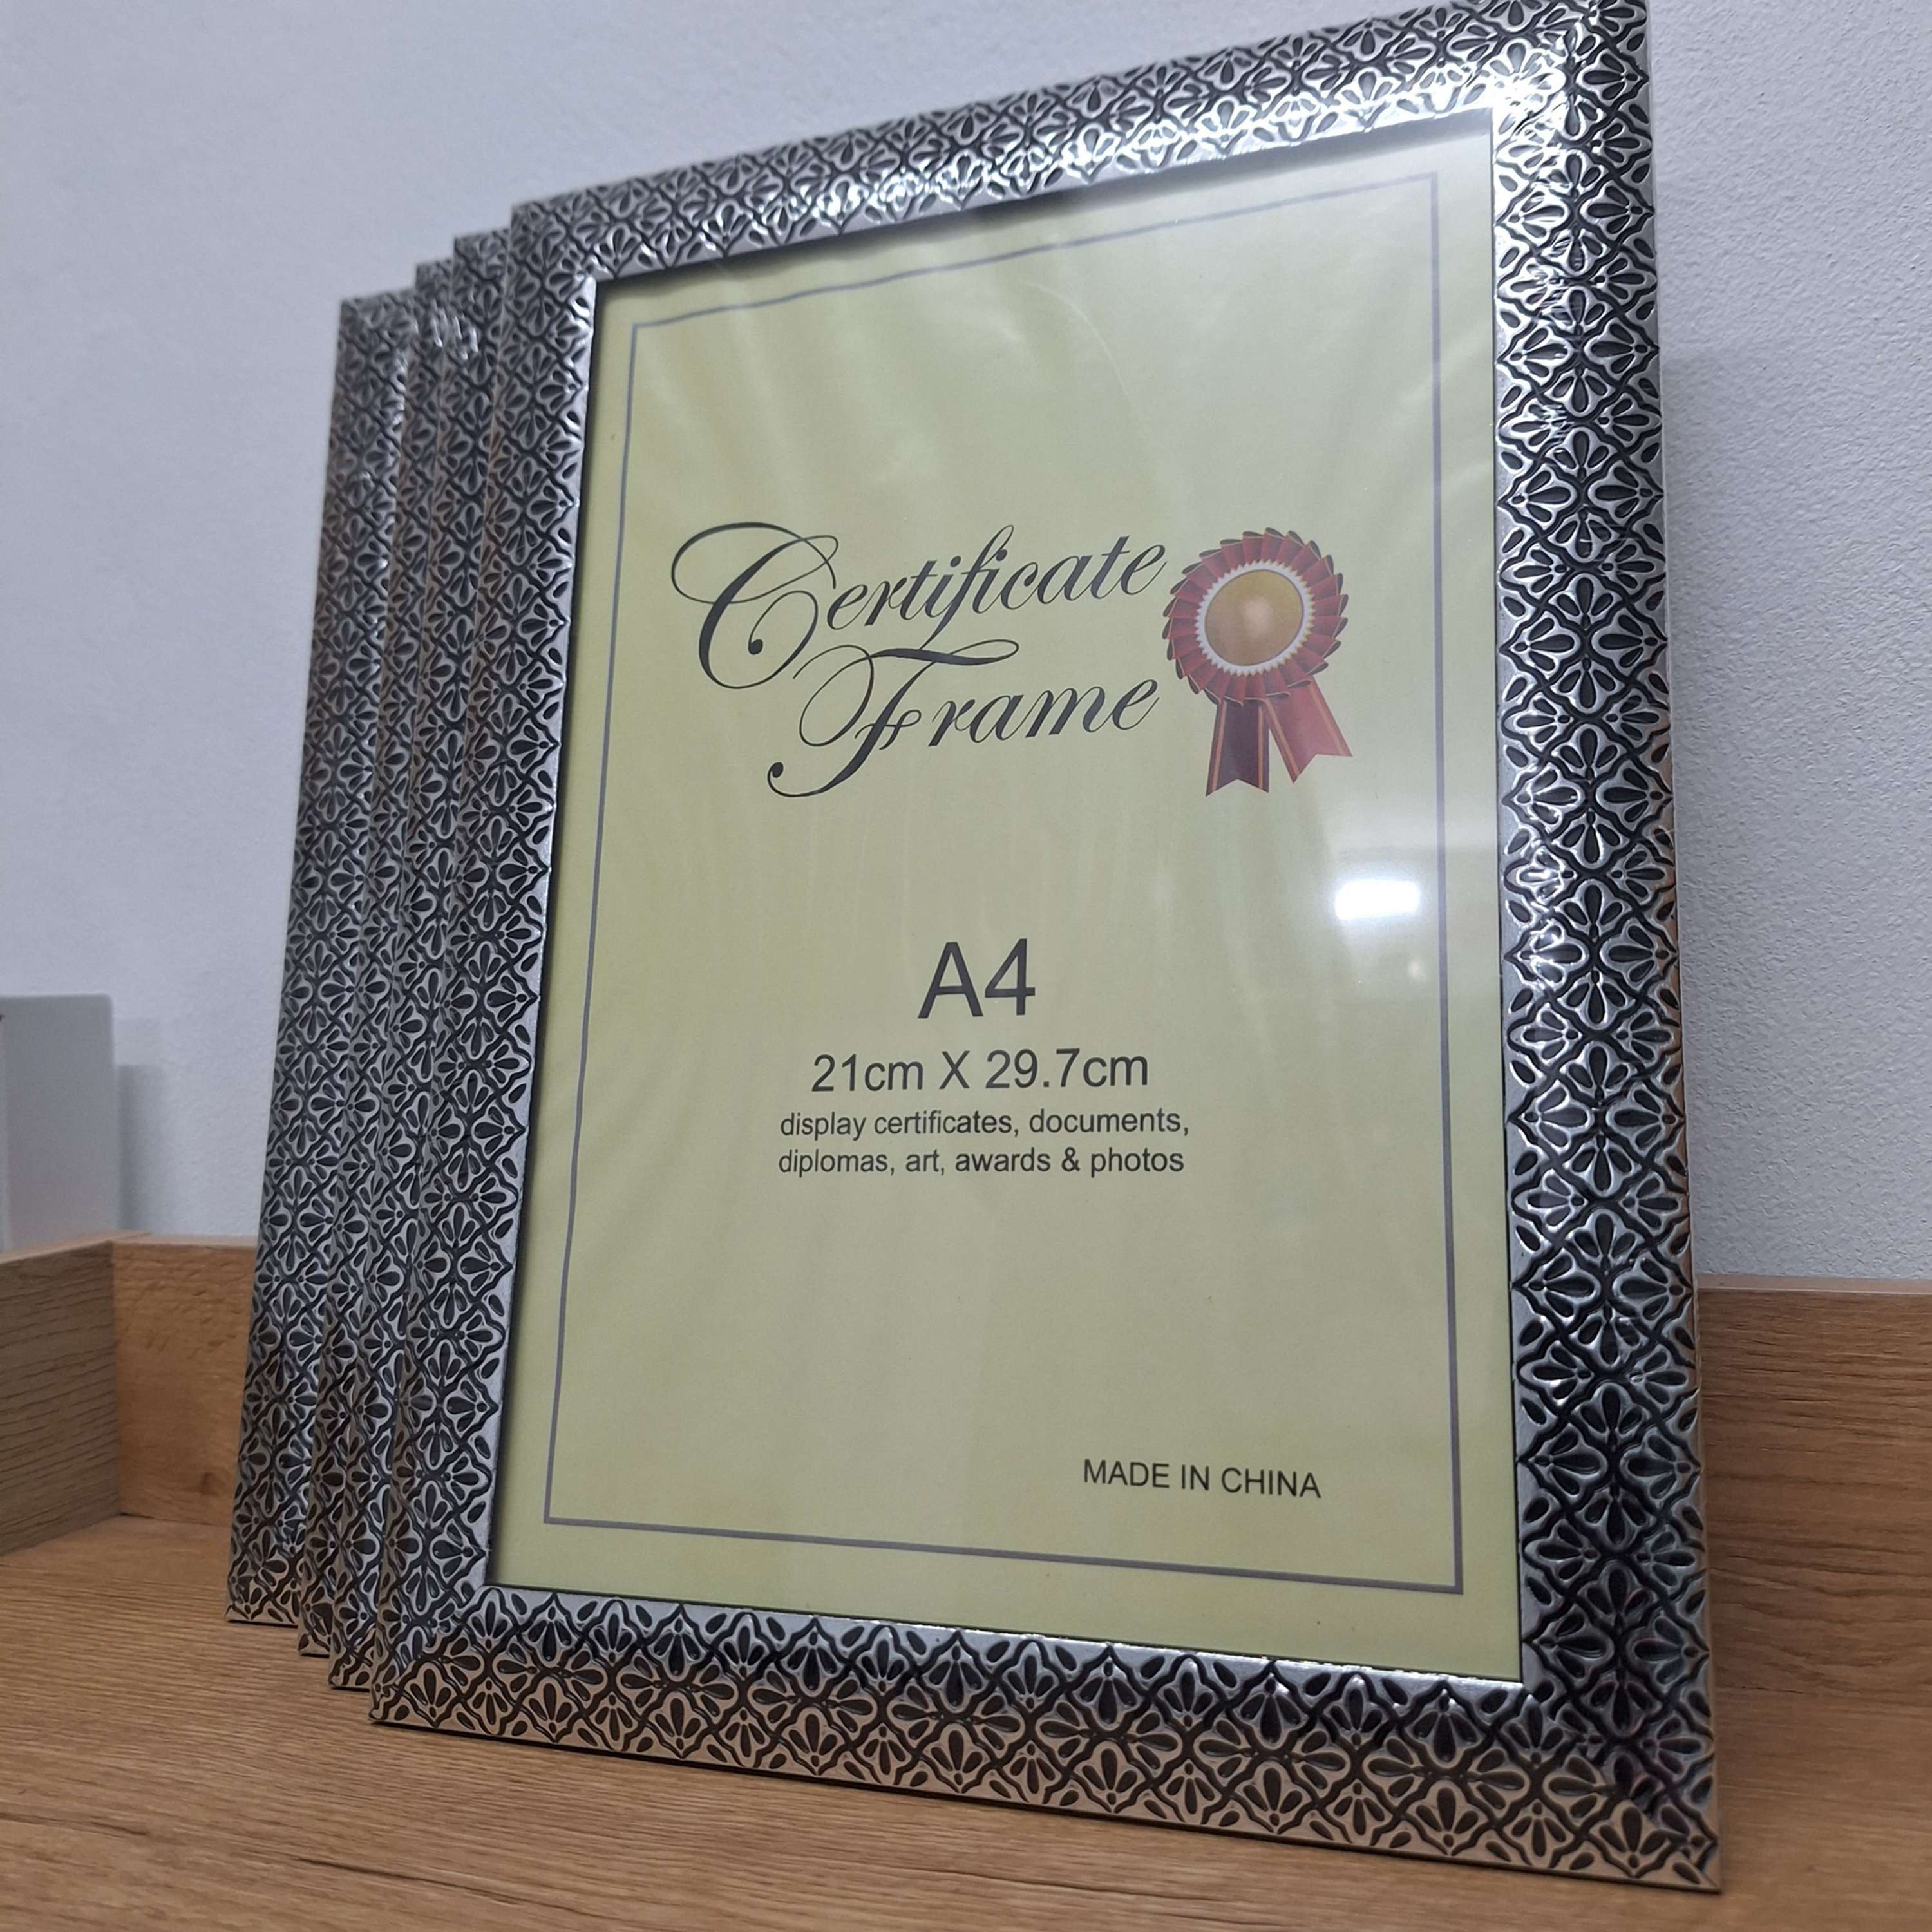 Certificate
Frame
A4
21cm X 29.7cm
display certificates, documents,
diplomas, art, awards & photos
MADE IN CHINA